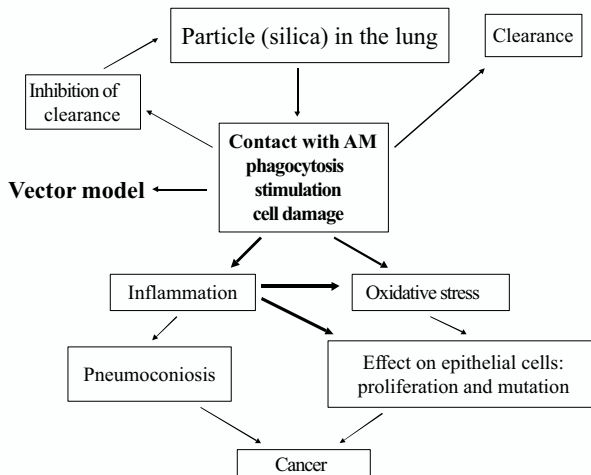 Particle (silica) in the lung
Clearance
Inhibition of
clearance
Contact with AM
phagocytosis
stimulation
cell damage
Vector model
Inflammation
Oxidative stress
Pneumoconiosis
Effect on epithelial cells:
proliferation and mutation
Cancer